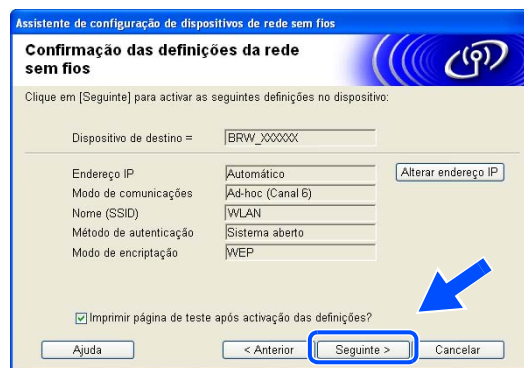 Assistente de configuração de dispositivos de rede sem fios
Confirmação das definições da rede
sem fios
Clique em [Seguinte] para activar as seguintes definições no dispositivo:
Dispositivo de destino = BRW_XXXXXX
Endereço IP Automático Alterar endereço IP
Modo de comunicações Ad-hoc (Canal 6)
Nome (SSID) WLAN
Método de autenticação Sistema aberto
Modo de encriptação WEP
Imprimir página de teste após activação das definições?
Ajuda < Anterior Seguinte > Cancelar